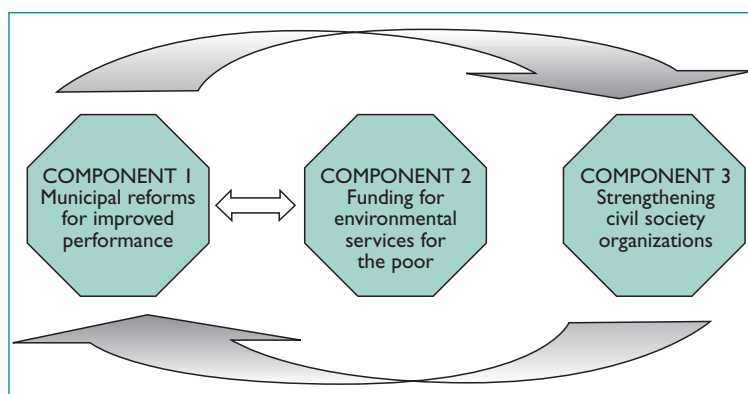 COMPONENT 1
Municipal reforms
for improved
performance
COMPONENT 2
Funding for
environmental
services for
the poor
COMPONENT 3
Strengthening
civil society
organizations